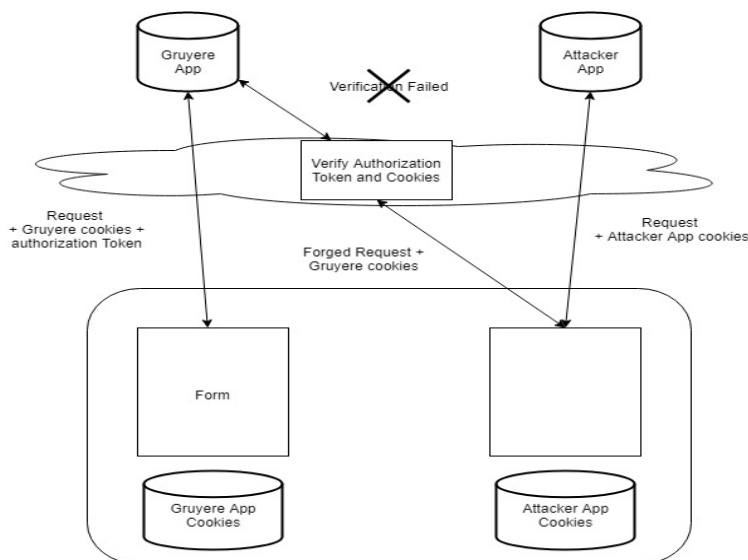 Gruyere
App
Attacker
App
Verification Failed
Verify Authorization
Token and Cookies
Request
+ Gruyere cookies +
authorization Token
Forged Request +
Gruyere cookies
Request
+ Attacker App cookies
Form
Gruyere App
Cookies
Attacker App
Cookies